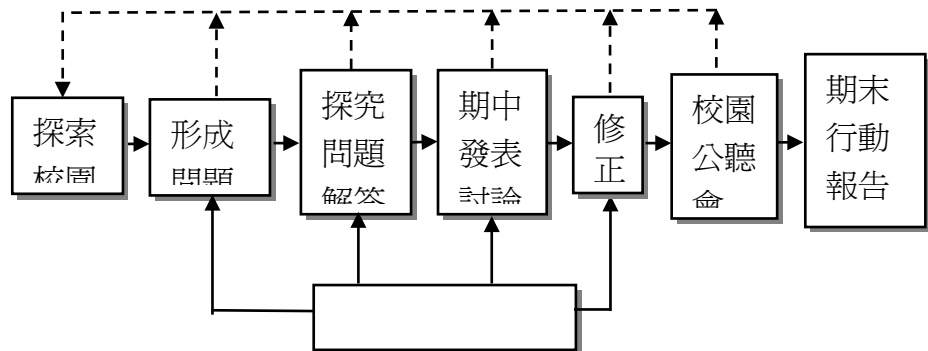 探索
校園
形成
問題
探究
問題
解答
期中
發表
討論
修
正
校園
公聽
會
期末
行動
報告